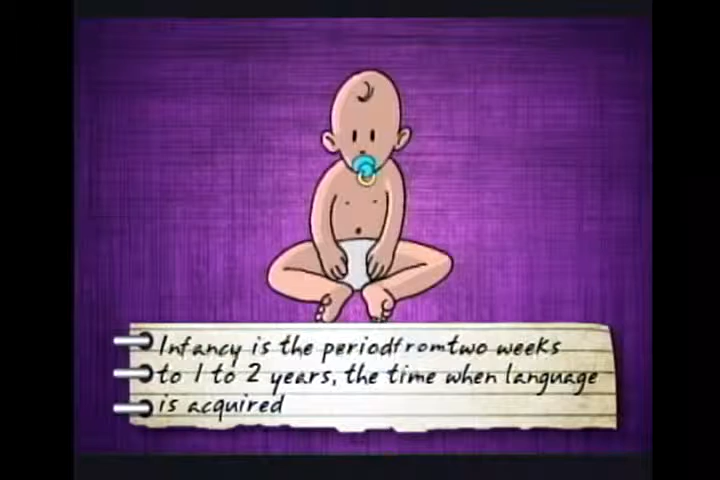 Infancy is the periodfromtwo weeks
to 1 to 2 years, the time when language
is acquired